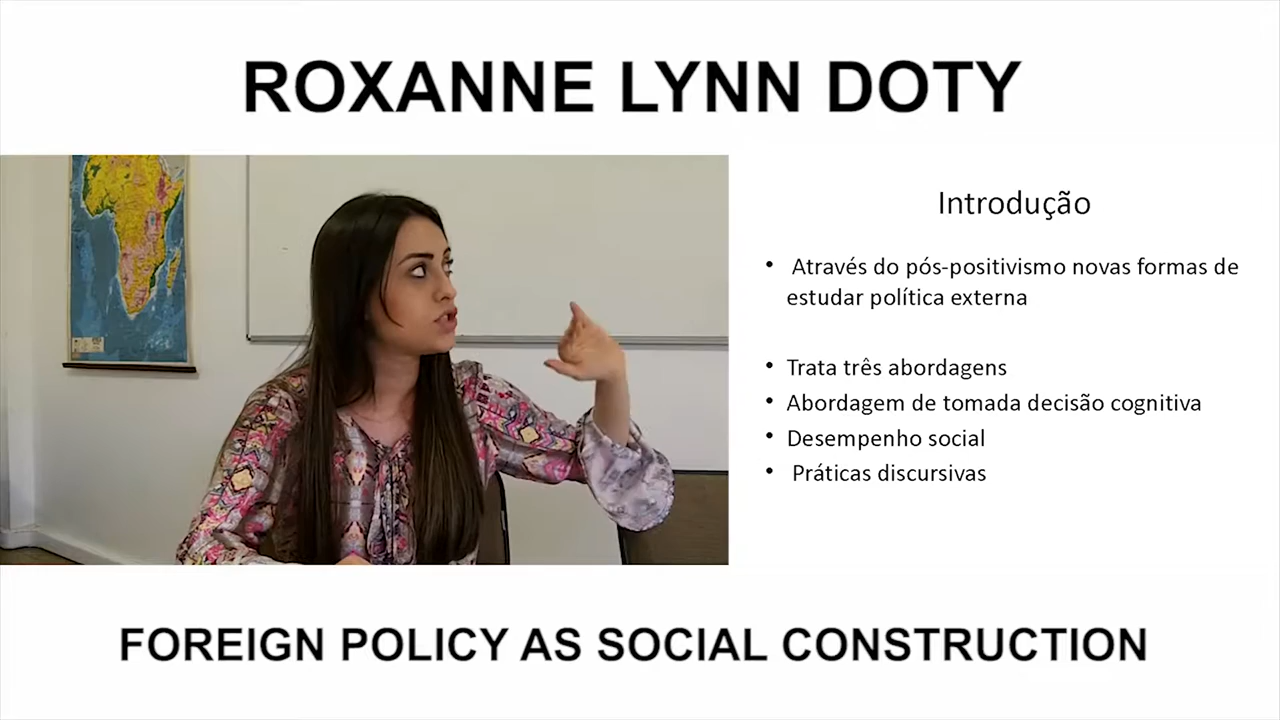 ROXANNE LYNN DOTY
Introdução
• Através do pós-positivismo novas formas de
estudar política externa
• Trata três abordagens
• Abordagem de tomada decisão cognitiva
• Desempenho social
• Práticas discursivas
FOREIGN POLICY AS SOCIAL CONSTRUCTION